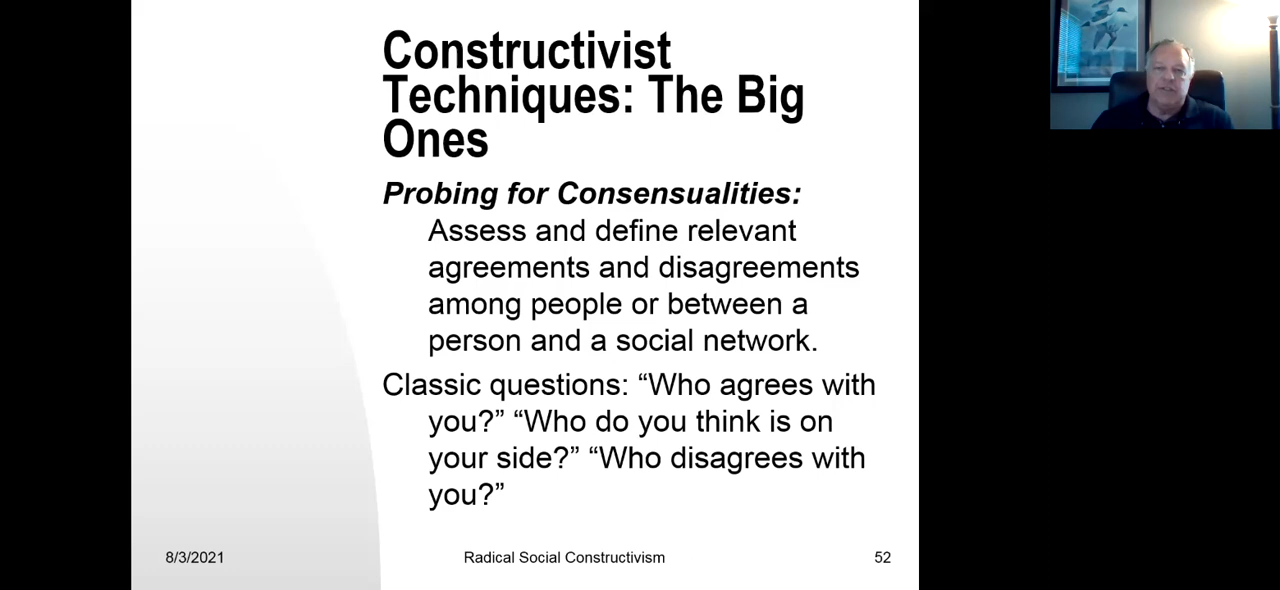 Constructivist
Techniques: The Big
Ones
Probing for Consensualities:
Assess and define relevant
agreements and disagreements
among people or between a
person and a social network.
Classic questions: “Who agrees with
you?” “Who do you think is on
your side?” “Who disagrees with
you?”
8/3/2021
Radical Social Constructivism
52